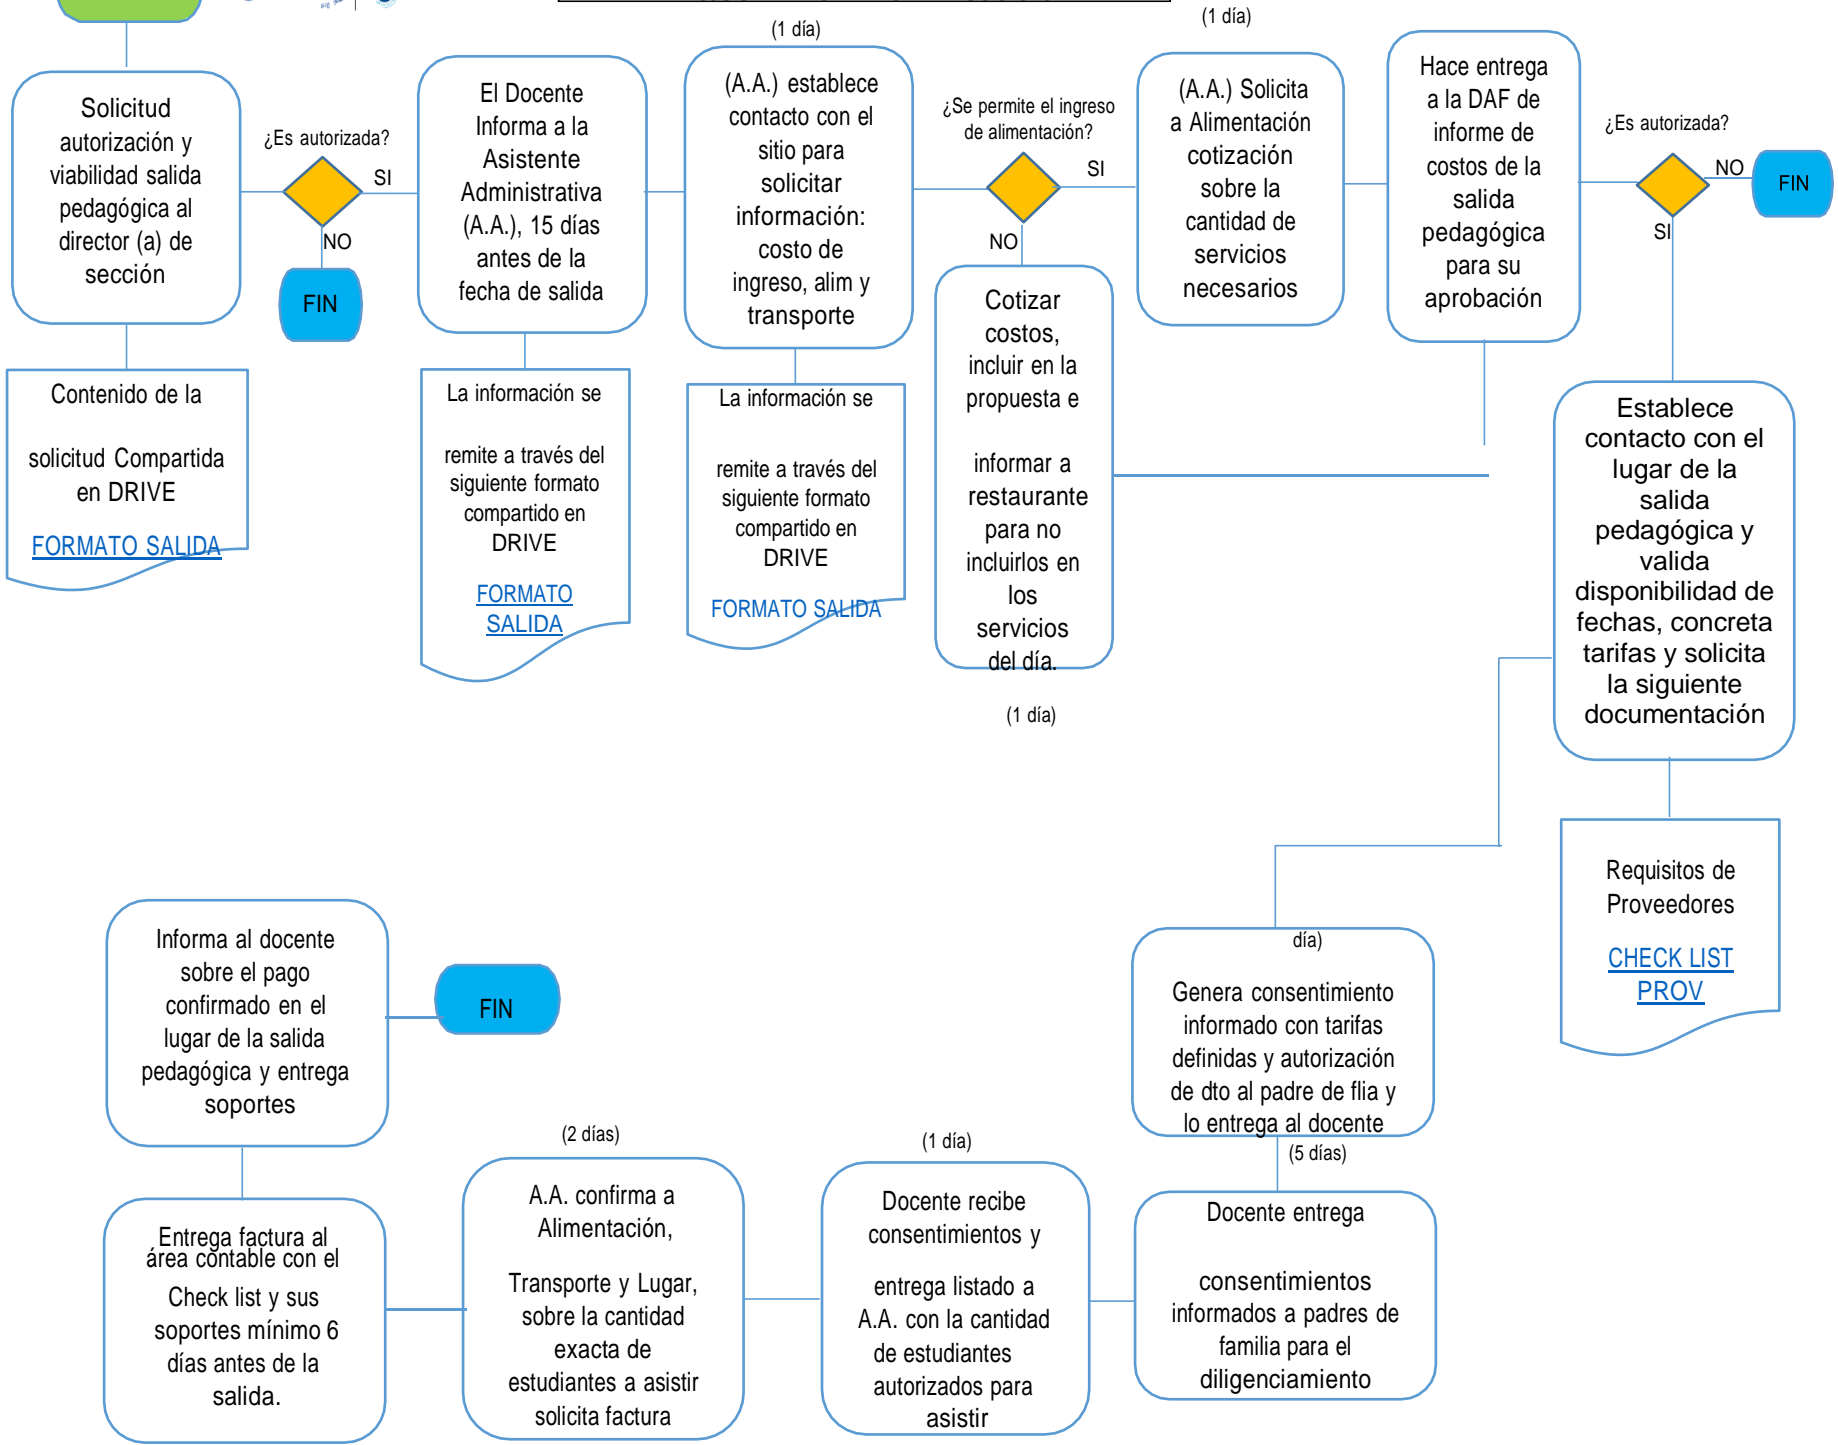 (1 día)
(1 día)
Solicitud
autorización y
viabilidad salida
pedagógica al
director (a) de
sección
¿Es autorizada?
SI
NO
FIN
El Docente
Informa a la
Asistente
Administrativa
(A.A.), 15 días
antes de la
fecha de salida
(A.A.) establece
contacto con el
sitio para
solicitar
información:
costo de
ingreso, alim y
transporte
¿Se permite el ingreso
de alimentación?
SI
NO
(A.A.) Solicita
a Alimentación
cotización
sobre la
cantidad de
servicios
necesarios
Hace entrega
a la DAF de
informe de
costos de la
salida
pedagógica
para su
aprobación
¿Es autorizada?
NO
FIN
SI
Contenido de la
solicitud Compartida
en DRIVE
FORMATO SALIDA
La información se
remite a través del
siguiente formato
compartido en
DRIVE
FORMATO
SALIDA
La información se
remite a través del
siguiente formato
compartido en
DRIVE
FORMATO SALIDA
Cotizar
costos,
incluir en la
propuesta e
informar a
restaurante
para no
incluirlos en
los
servicios
del día.
(1 día)
Establece
contacto con el
lugar de la
salida
pedagógica y
valida
disponibilidad de
fechas, concreta
tarifas y solicita
la siguiente
documentación
Requisitos de
Proveedores
CHECK LIST
PROV
día)
Genera consentimiento
informado con tarifas
definidas y autorización
de dto al padre de flia y
lo entrega al docente
(5 días)
Docente entrega
consentimientos
informados a padres de
familia para el
diligenciamiento
(1 día)
Docente recibe
consentimientos y
entrega listado a
A.A. con la cantidad
de estudiantes
autorizados para
asistir
(2 días)
A.A. confirma a
Alimentación,
Transporte y Lugar,
sobre la cantidad
exacta de
estudiantes a asistir
solicita factura
Entrega factura al
área contable con el
Check list y sus
soportes mínimo 6
días antes de la
salida.
Informa al docente
sobre el pago
confirmado en el
lugar de la salida
pedagógica y entrega
soportes
FIN